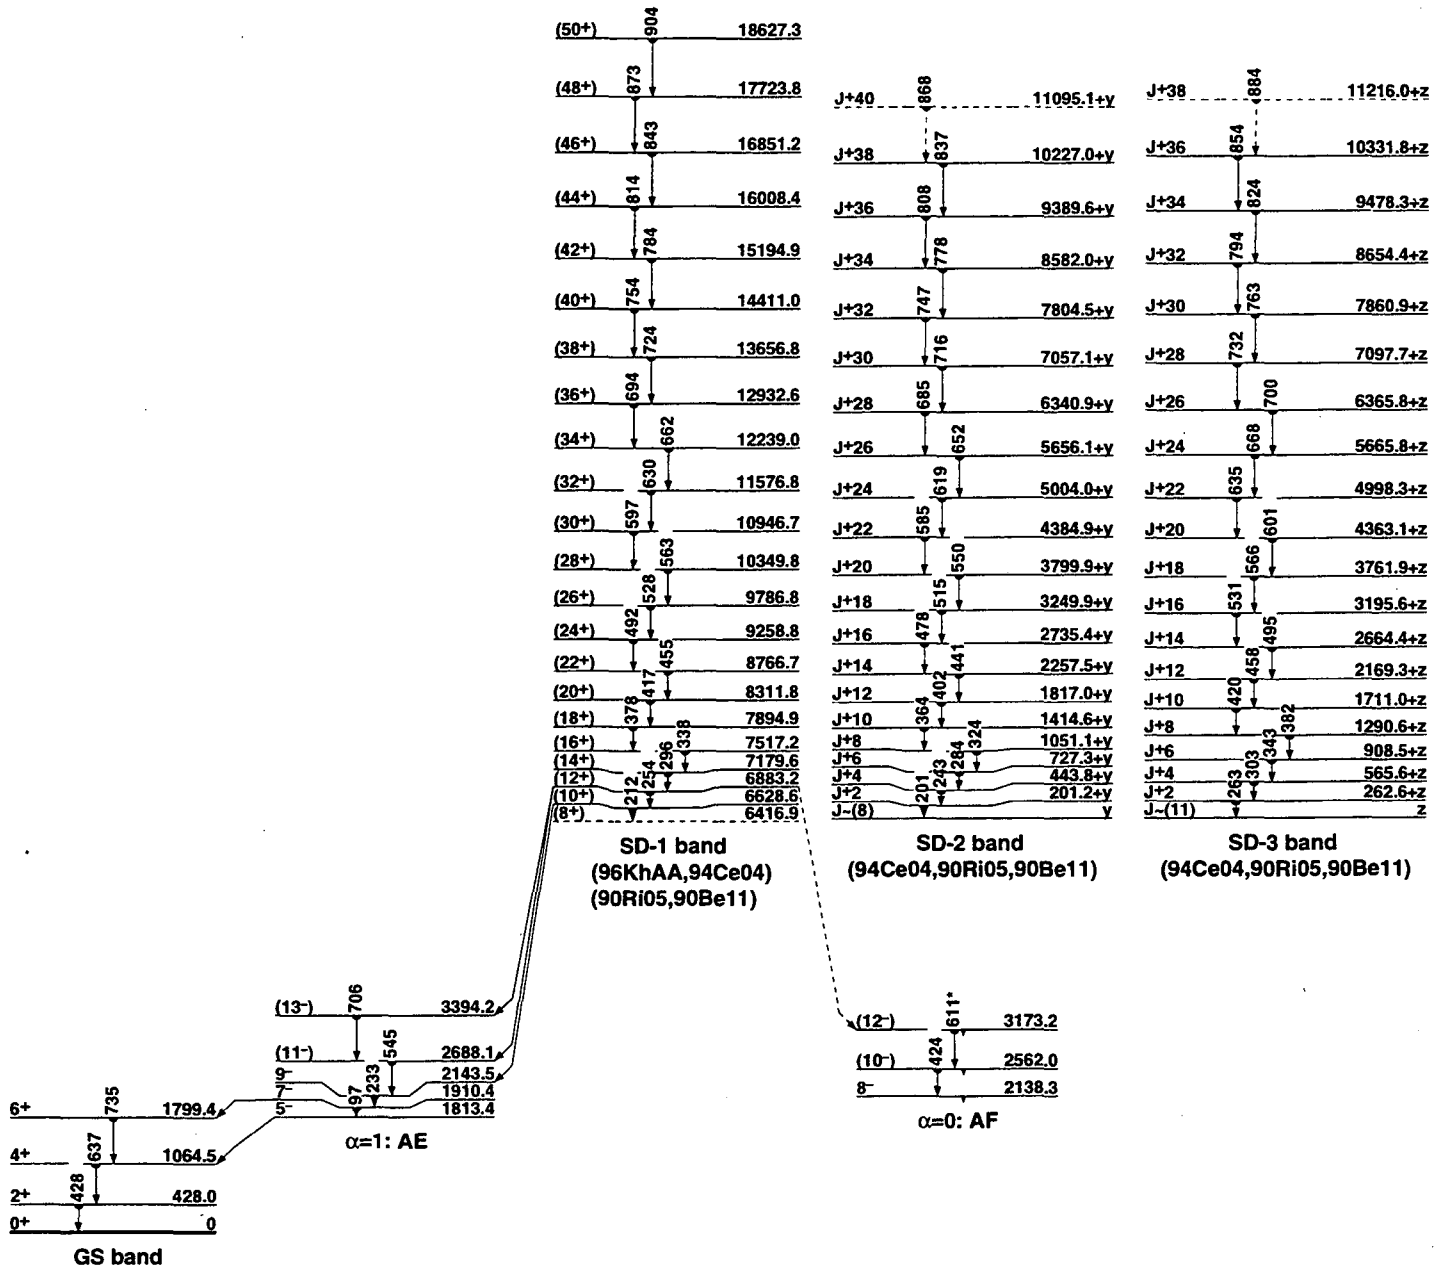 (50+) 904 18627.3
(48+) 873 17723.8
(46+) 843 16851.2
(44+) 814 16008.4
(42+) 784 15194.9
(40+) 754 14411.0
(38+) 724 13656.8
(36+) 694 12932.6
(34+) 662 12239.0
(32+) 630 11576.8
(30+) 597 10946.7
(28+) 563 10349.8
(26+) 528 9786.8
(24+) 492 9258.8
(22+) 455 8766.7
(20+) 417 8311.8
(18+) 378 7894.9
(16+) 338 7517.2
(14+) 296 7179.6
(12+) 254 6883.2
(10+) 212 6628.6
(8+) 6416.9
SD-1 band
(96KhAA,94Ce04)
(90Ri05,90Be11)
J+40 868 11095.1+y
J+38 837 10227.0+y
J+36 808 9389.6+y
J+34 778 8582.0+y
J+32 747 7804.5+y
J+30 716 7057.1+y
J+28 685 6340.9+y
J+26 652 5656.1+y
J+24 619 5004.0+y
J+22 585 4384.9+y
J+20 550 3799.9+y
J+18 515 3249.9+y
J+16 478 2735.4+y
J+14 441 2257.5+y
J+12 402 1817.0+y
J+10 364 1414.6+y
J+8 324 1051.1+y
J+6 284 727.3+y
J+4 243 443.8+y
J+2 201 201.2+y
J~(8) y
SD-2 band
(94Ce04,90Ri05,90Be11)
J+38 884 11216.0+z
J+36 854 10331.8+z
J+34 824 9478.3+z
J+32 794 8654.4+z
J+30 763 7860.9+z
J+28 732 7097.7+z
J+26 700 6365.8+z
J+24 668 5665.8+z
J+22 635 4998.3+z
J+20 601 4363.1+z
J+18 566 3761.9+z
J+16 531 3195.6+z
J+14 495 2664.4+z
J+12 458 2169.3+z
J+10 420 1711.0+z
J+8 382 1290.6+z
J+6 343 908.5+z
J+4 303 565.6+z
J+2 263 262.6+z
J~(11) z
SD-3 band
(94Ce04,90Ri05,90Be11)
(13-) 706 3394.2
(11-) 545 2688.1
9- 233 2143.5
7- 97 1910.4
5- 1813.4
α=1: AE
(12-) 611* 3173.2
(10-) 424 2562.0
8- 2138.3
α=0: AF
6+ 735 1799.4
4+ 637 1064.5
2+ 428 428.0
0+ 0
GS band